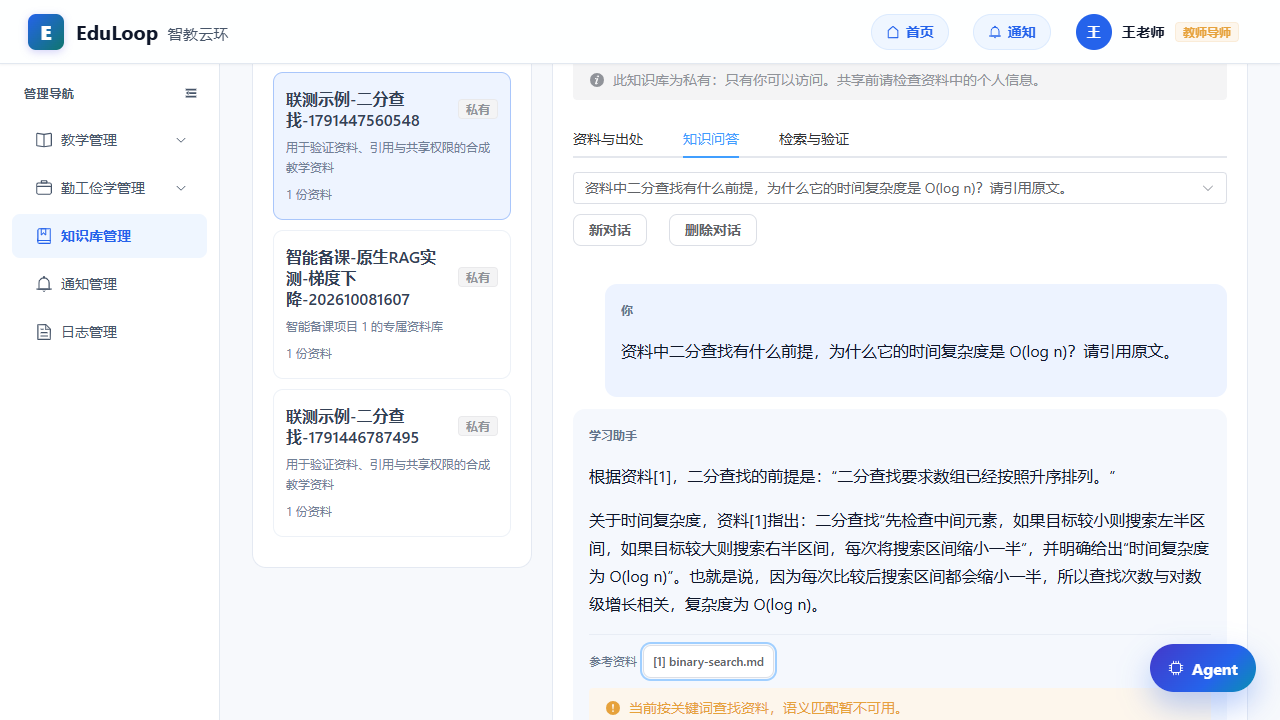 E EduLoop 智教云环
首页
通知
王 王老师 教师导师
管理导航
教学管理
勤工俭学管理
知识库管理
通知管理
日志管理
联测示例-二分查
找-1791447560548
私有
用于验证资料、引用与共享权限的合成
教学资料
1 份资料
智能备课-原生RAG实
测-梯度下
降-202610081607
私有
智能备课项目 1 的专属资料库
1 份资料
联测示例-二分查
找-1791446787495
私有
用于验证资料、引用与共享权限的合成
教学资料
1 份资料
此知识库为私有：只有你可以访问。共享前请检查资料中的个人信息。
资料与出处 知识问答 检索与验证
资料中二分查找有什么前提，为什么它的时间复杂度是 O(log n)？请引用原文。
新对话 删除对话
你
资料中二分查找有什么前提，为什么它的时间复杂度是 O(log n)？请引用原文。
学习助手
根据资料[1]，二分查找的前提是：“二分查找要求数组已经按照升序排列。”
关于时间复杂度，资料[1]指出：二分查找“先检查中间元素，如果目标较小则搜索左半区
间，如果目标较大则搜索右半区间，每次将搜索区间缩小一半”，并明确给出“时间复杂度
为 O(log n)”。也就是说，因为每次比较后搜索区间都会缩小一半，所以查找次数与对数
级增长相关，复杂度为 O(log n)。
参考资料 [1] binary-search.md
当前按关键词查找资料，语义匹配暂不可用。
Agent